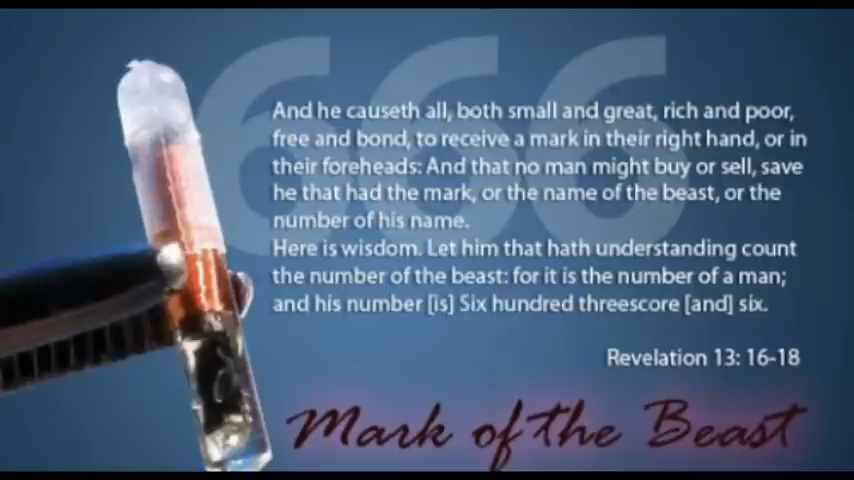 666
And he causeth all, both small and great, rich and poor,
free and bond, to receive a mark in their right hand, or in
their foreheads: And that no man might buy or sell, save
he that had the mark, or the name of the beast, or the
number of his name.
Here is wisdom. Let him that hath understanding count
the number of the beast: for it is the number of a man;
and his number [is] Six hundred threescore [and] six.
Revelation 13: 16-18
Mark of the Beast